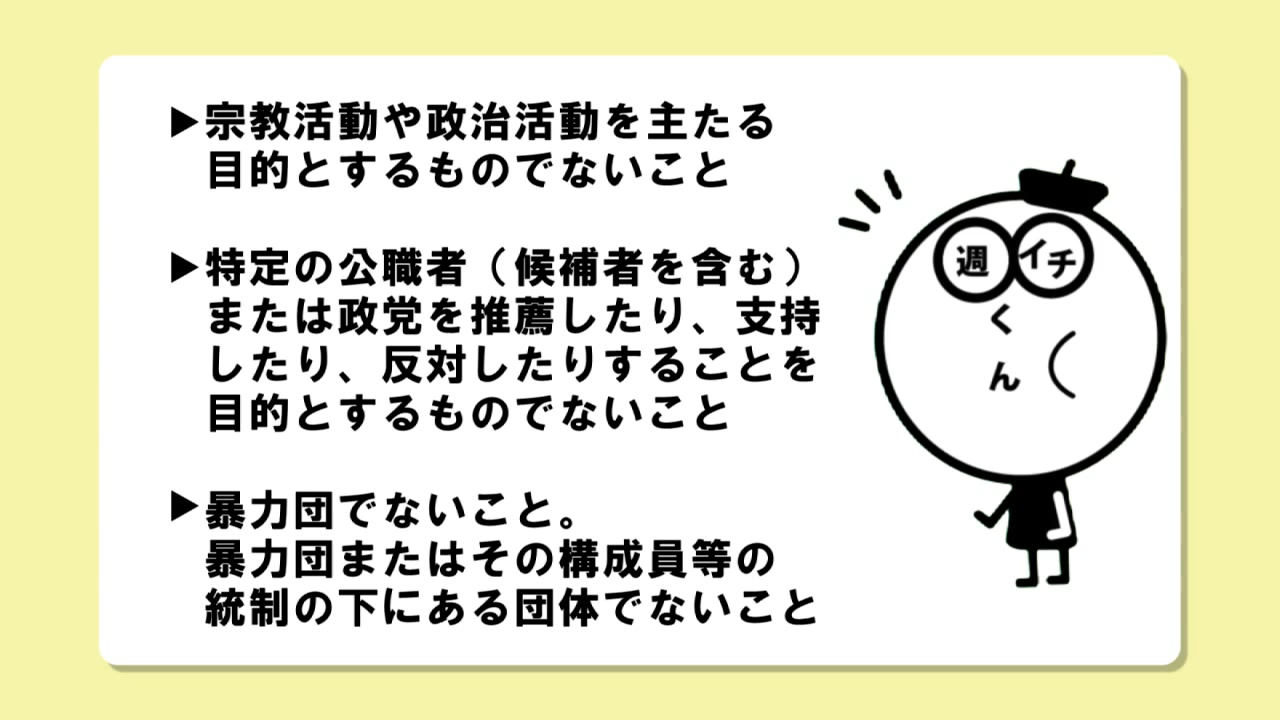 ▶宗教活動や政治活動を主たる
目的とするものでないこと
▶特定の公職者（候補者を含む）
または政党を推薦したり、支持
したり、反対したりすることを
目的とするものでないこと
▶暴力団でないこと。
暴力団またはその構成員等の
統制の下にある団体でないこと
週イチ
く
ん